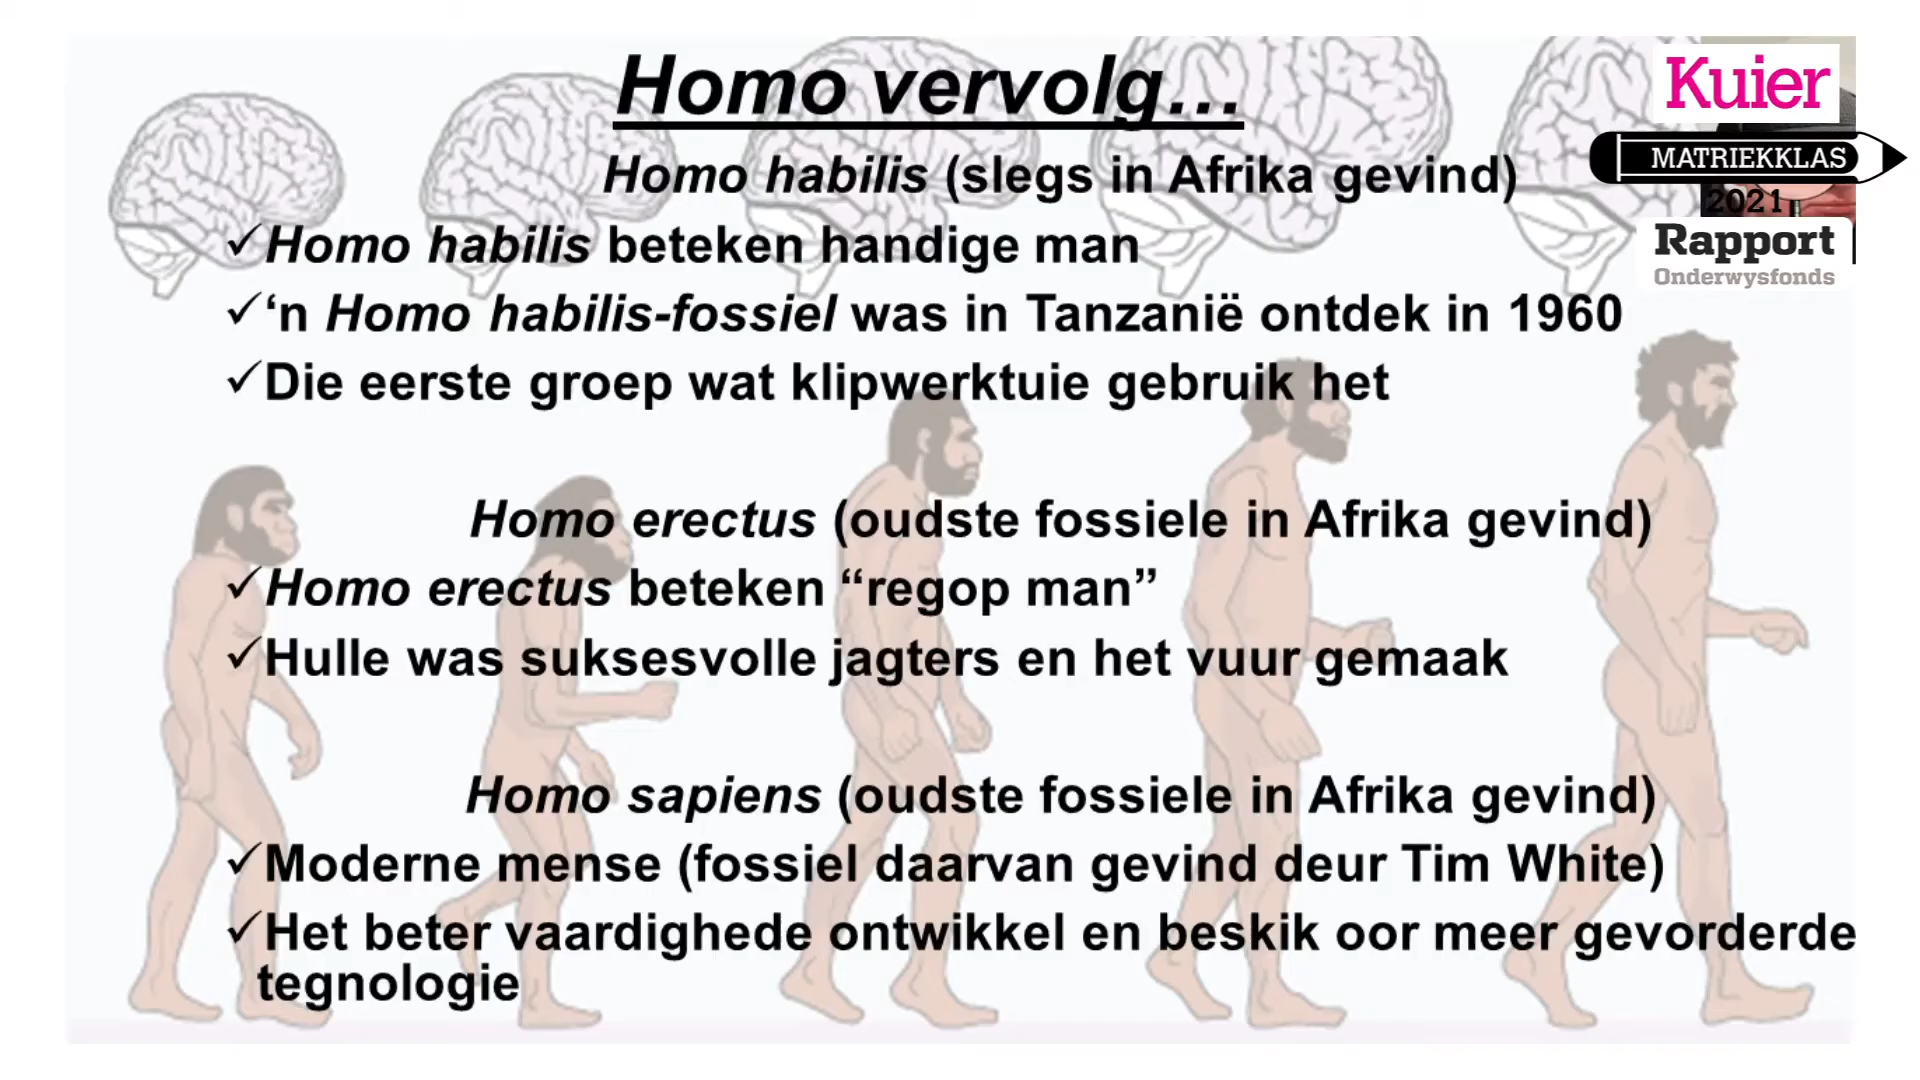 Homo vervolg...
Homo habilis (slegs in Afrika gevind)
✓Homo habilis beteken handige man
✓‘n Homo habilis-fossiel was in Tanzanië ontdek in 1960
✓Die eerste groep wat klipwerktuie gebruik het
Homo erectus (oudste fossiele in Afrika gevind)
✓Homo erectus beteken “regop man”
✓Hulle was suksesvolle jagters en het vuur gemaak
Homo sapiens (oudste fossiele in Afrika gevind)
✓Moderne mense (fossiel daarvan gevind deur Tim White)
✓Het beter vaardighede ontwikkel en beskik oor meer gevorderde
tegnologie
Kuier
MATRIEKKLAS
2021
Rapport
Onderwysfonds